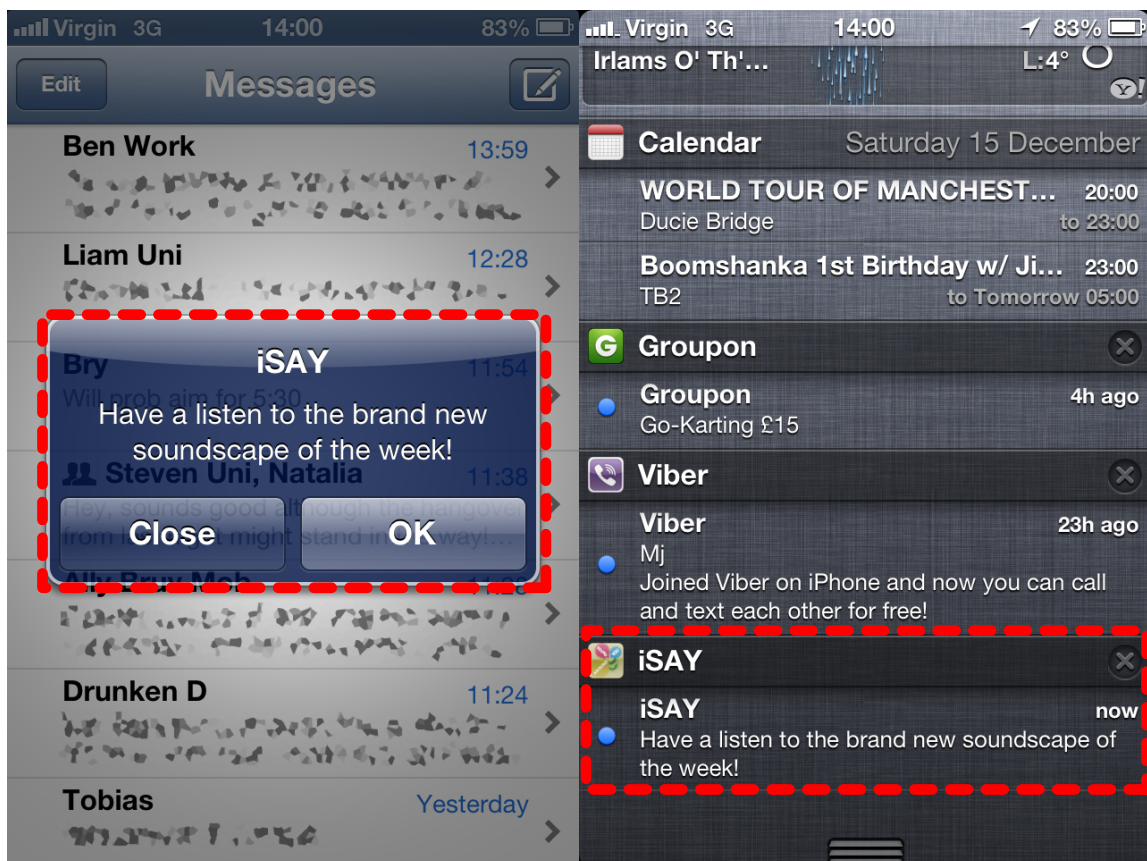 Virgin 3G 14:00 83%
Edit Messages
Ben Work 13:59
Liam Uni 12:28
iSAY
Bry 11:54
Will prob aim for 5:30
Have a listen to the brand new
soundscape of the week!
Steven Uni, Natalia 11:38
Hey, sounds good although the hangover
Close OK
from might stand in way!...
Ally Bruv Mob 11:28
Drunken D 11:24
Tobias Yesterday
Virgin 3G 14:00 83%
Irlams O' Th'... L:4°
Y!
Calendar Saturday 15 December
WORLD TOUR OF MANCHEST... 20:00
Ducie Bridge to 23:00
Boomshanka 1st Birthday w/ Ji... 23:00
TB2 to Tomorrow 05:00
G Groupon
Groupon 4h ago
Go-Karting £15
Viber
Viber 23h ago
Mj
Joined Viber on iPhone and now you can call
and text each other for free!
iSAY
iSAY now
Have a listen to the brand new soundscape of
the week!